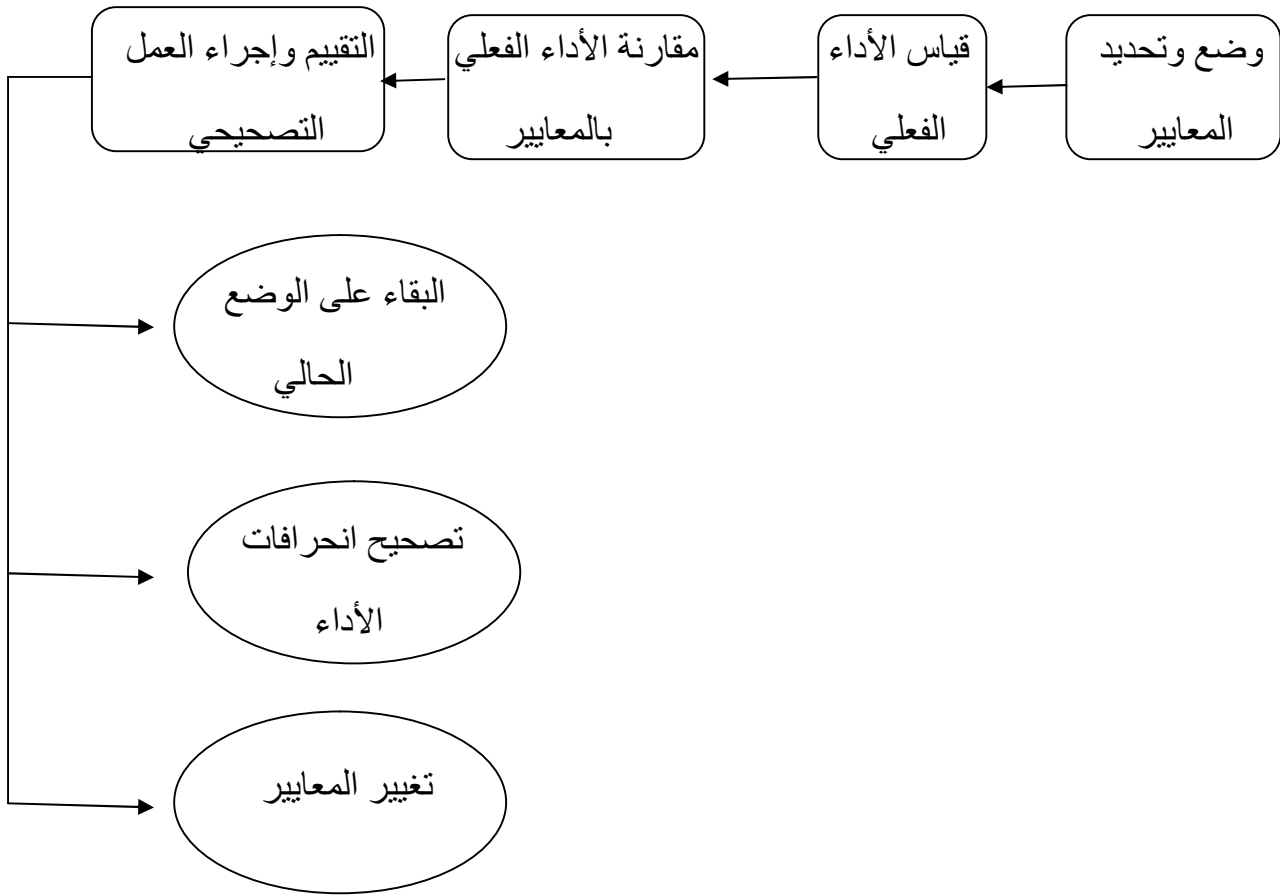 وضع وتحديد
المعايير
قياس الأداء
الفعلي
مقارنة الأداء الفعلي
بالمعايير
التقييم وإجراء العمل
التصحيحي
البقاء على الوضع
الحالي
تصحيح انحرافات
الأداء
تغيير المعايير